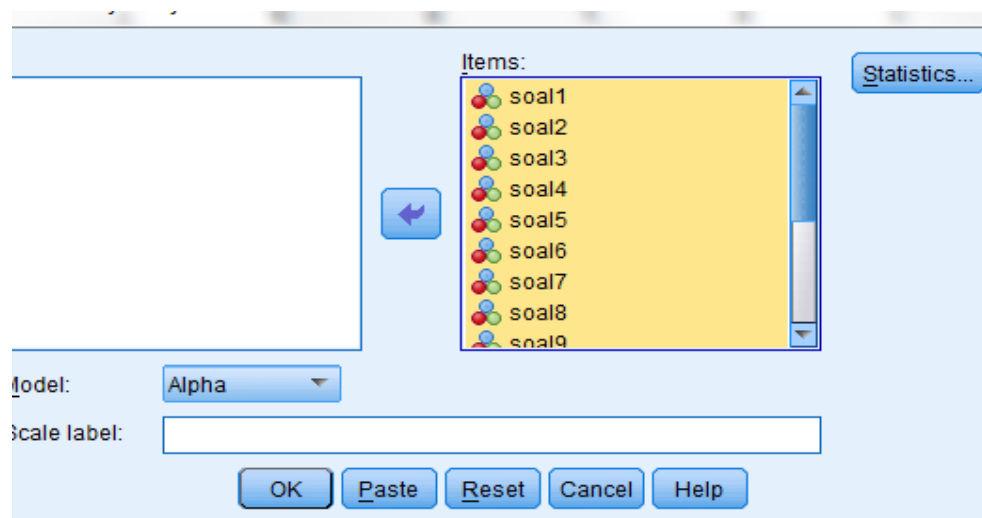 Items:
Statistics...
soal1
soal2
soal3
soal4
soal5
soal6
soal7
soal8
soal9
Model:
Alpha
Scale label:
OK
Paste
Reset
Cancel
Help